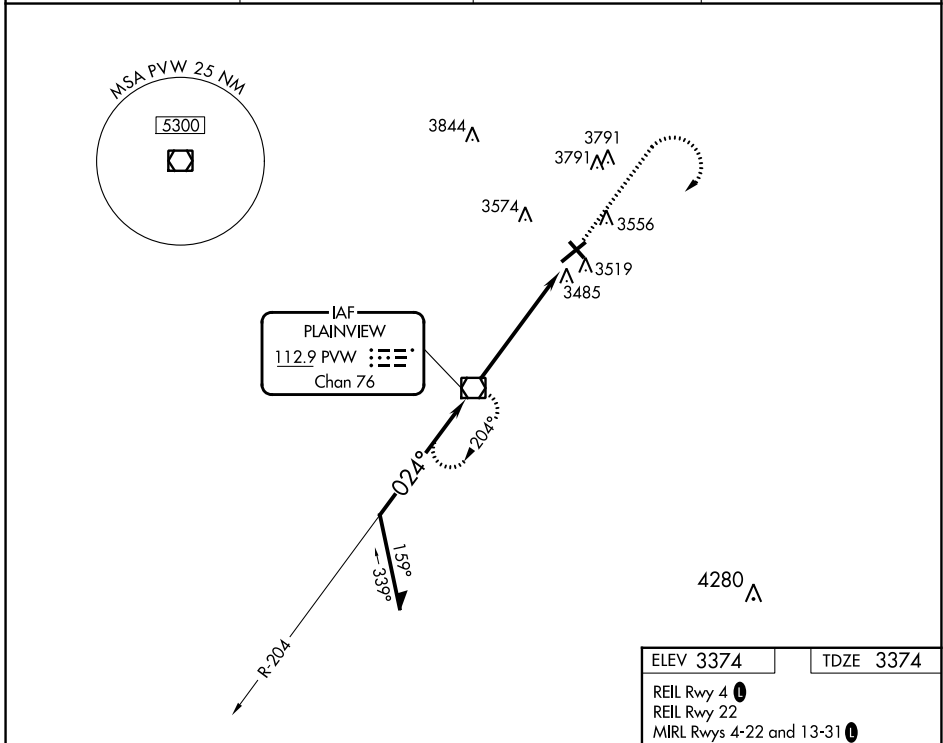 MSA PVW 25 NM
5300
3844
3791
3791
3574
3556
3519
3485
IAF
PLAINVIEW
112.9 PVW
Chan 76
204°
024°
159°
339°
R-204
4280
ELEV 3374
TDZE 3374
REIL Rwy 4 L
REIL Rwy 22
MIRL Rwys 4-22 and 13-31 L